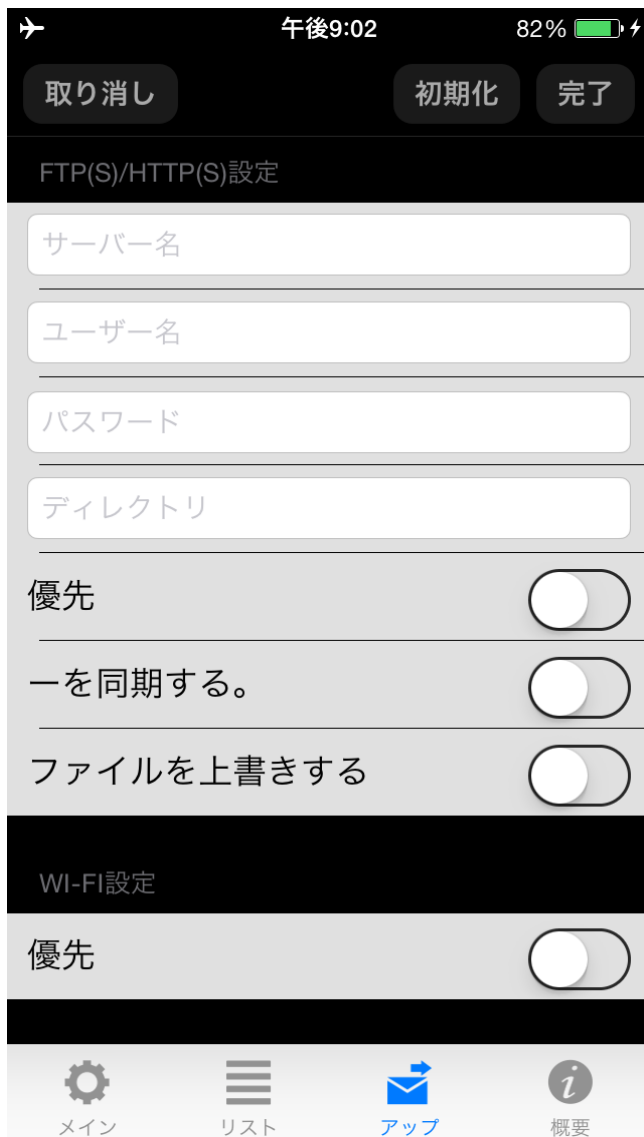 午後9:02 82%
取り消し 初期化 完了
FTP(S)/HTTP(S)設定
サーバー名
ユーザー名
パスワード
ディレクトリ
優先
ーを同期する。
ファイルを上書きする
WI-FI設定
優先
メイン リスト アップ 概要